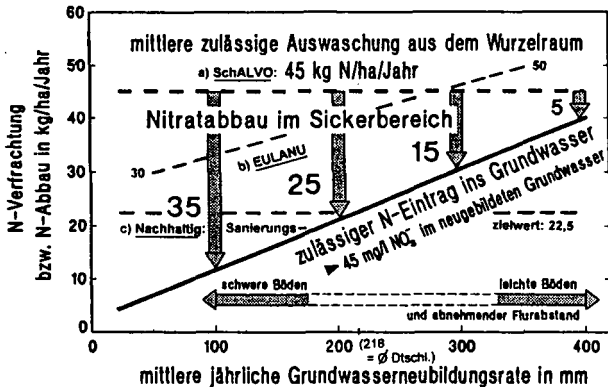 mittlere zulässige Auswaschung aus dem Wurzelraum
a) SchALVO: 45 kg N/ha/Jahr
50
5
Nitratabbau im Sickerbereich
15
30
b) EULANU
25
35
c) Nachhaltig: Sanierungs-
zielwert: 22,5
zulässiger N-Eintrag ins Grundwasser
45 mg/l NO₃⁻ im neugebildeten Grundwasser
schwere Böden
leichte Böden
und abnehmender Flurabstand
N-Verfrachtung
bzw. N-Abbau in kg/ha/Jahr
60
50
40
30
20
10
0
0
100
200
300
400
(218
= Ø Dtschl.)
mittlere jährliche Grundwasserneubildungsrate in mm